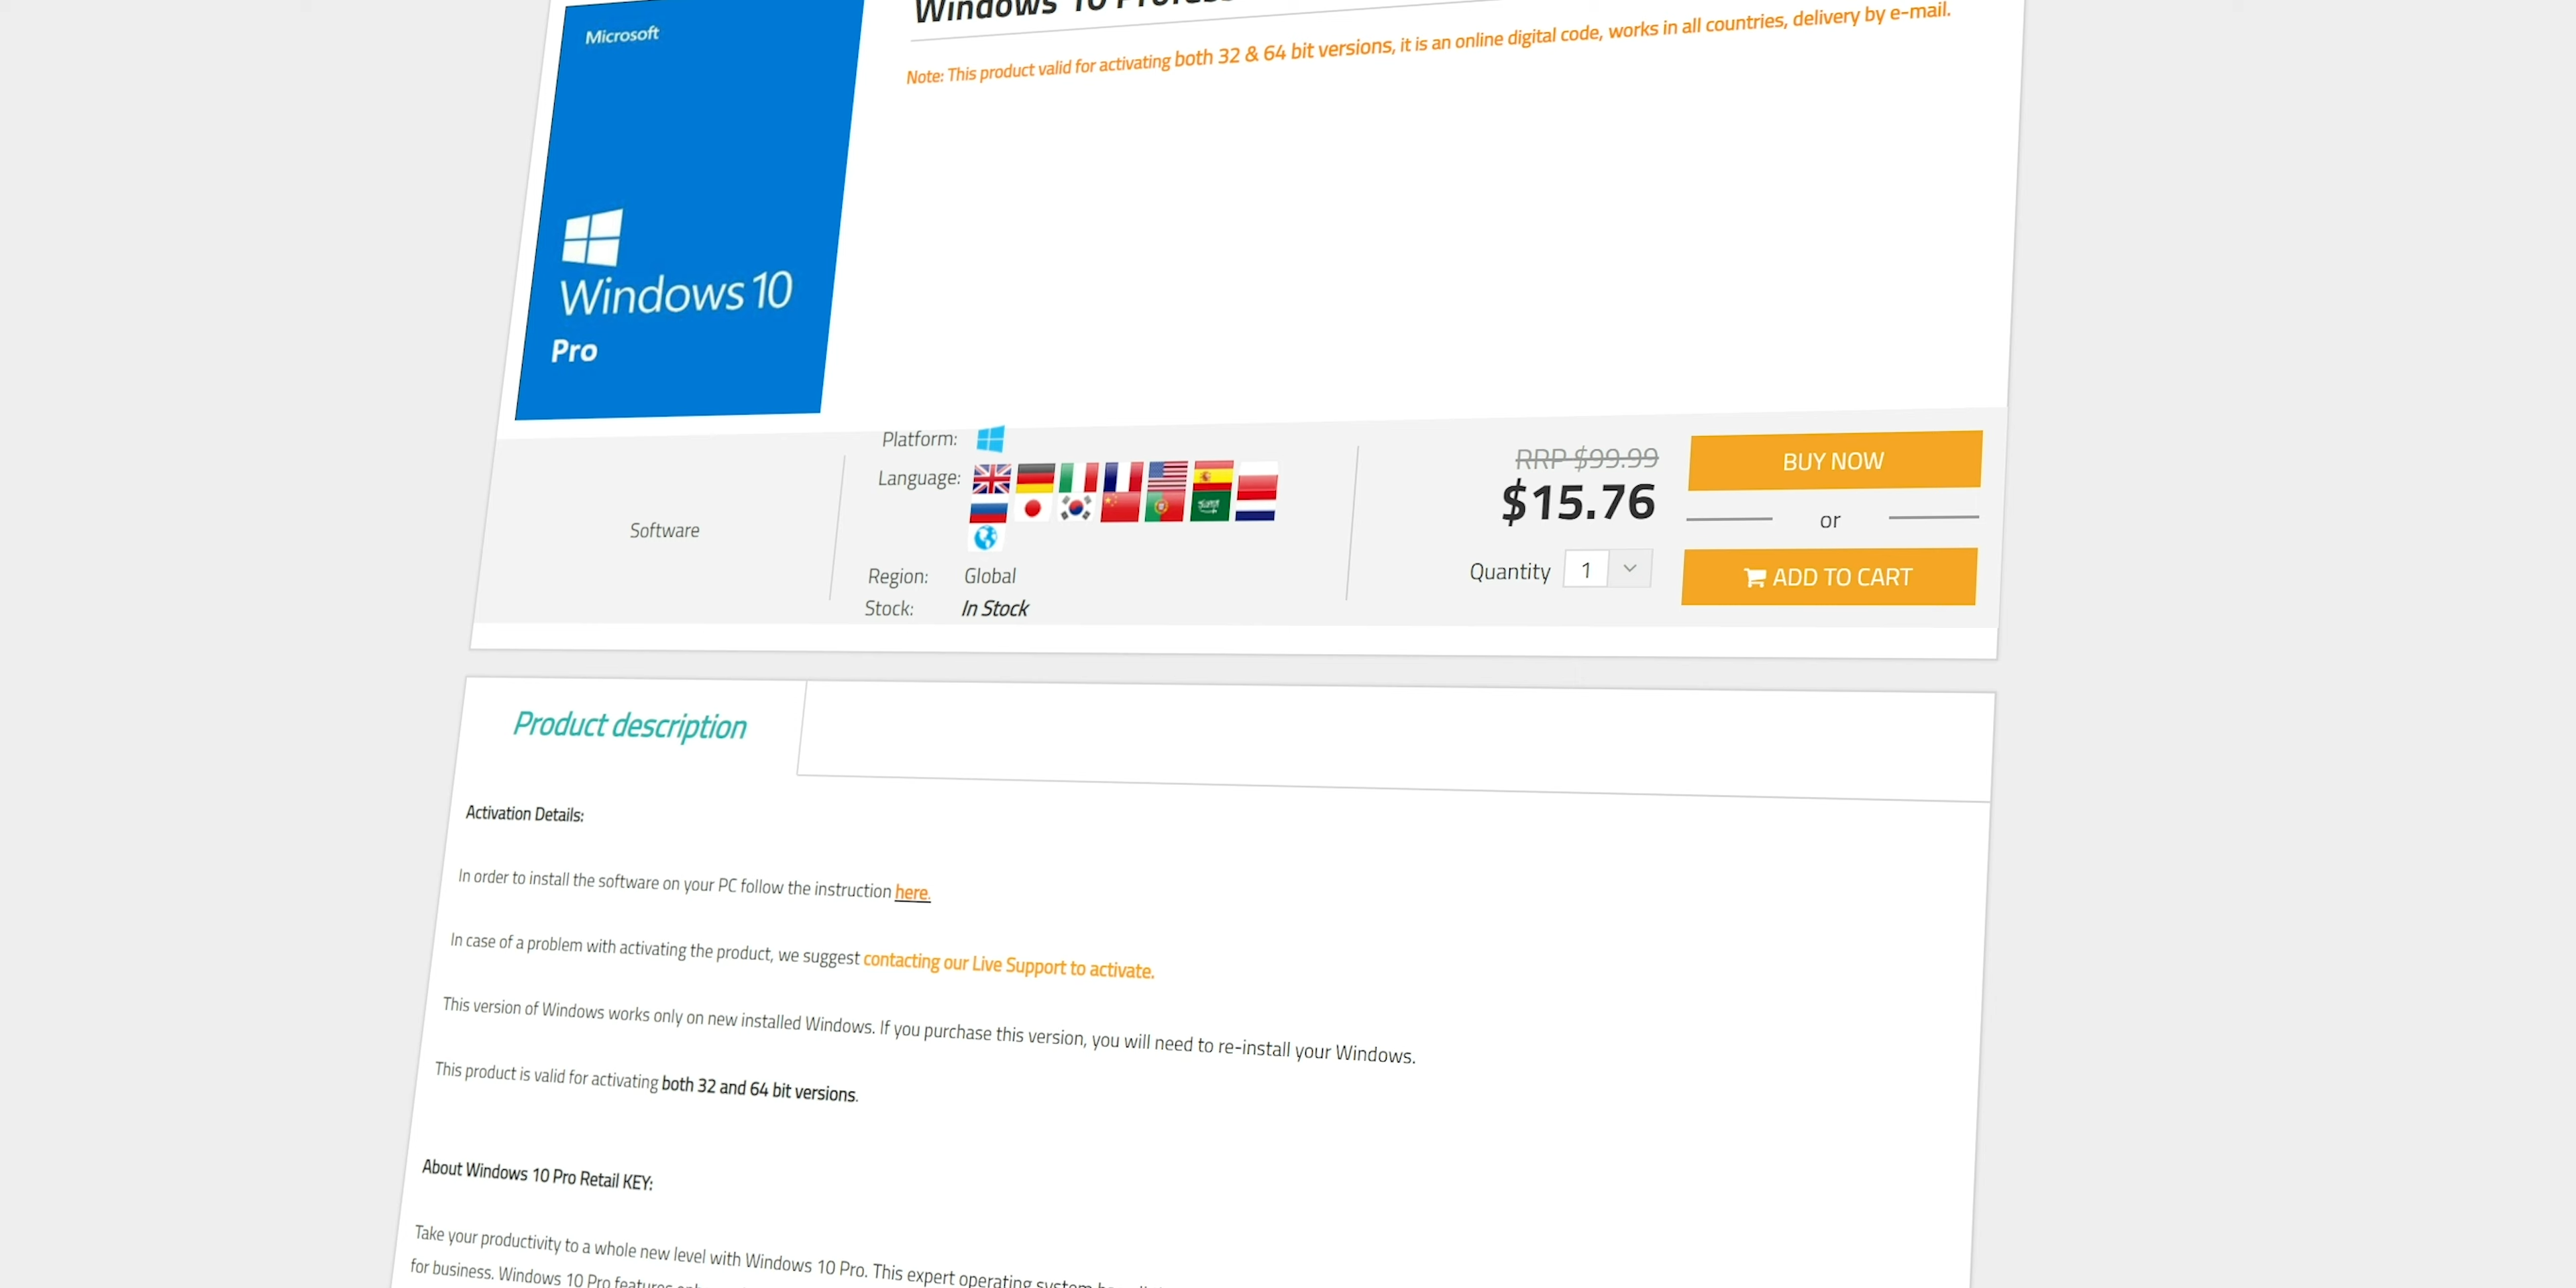 Microsoft
Windows 10
Pro
Windows 10
Note: This product valid for activating both 32 & 64 bit versions, it is an online digital code, works in all countries, delivery by e-mail.
Software
Platform:
Language:
Region: Global
Stock: In Stock
RRP $99.99
$15.76
Quantity 1
BUY NOW
or
ADD TO CART
Product description
Activation Details:
In order to install the software on your PC follow the instruction here.
In case of a problem with activating the product, we suggest contacting our Live Support to activate.
This version of Windows works only on new installed Windows. If you purchase this version, you will need to re-install your Windows.
This product is valid for activating both 32 and 64 bit versions.
About Windows 10 Pro Retail KEY:
Take your productivity to a whole new level with Windows 10 Pro. This expert operating system
for business. Windows 10 Pro features